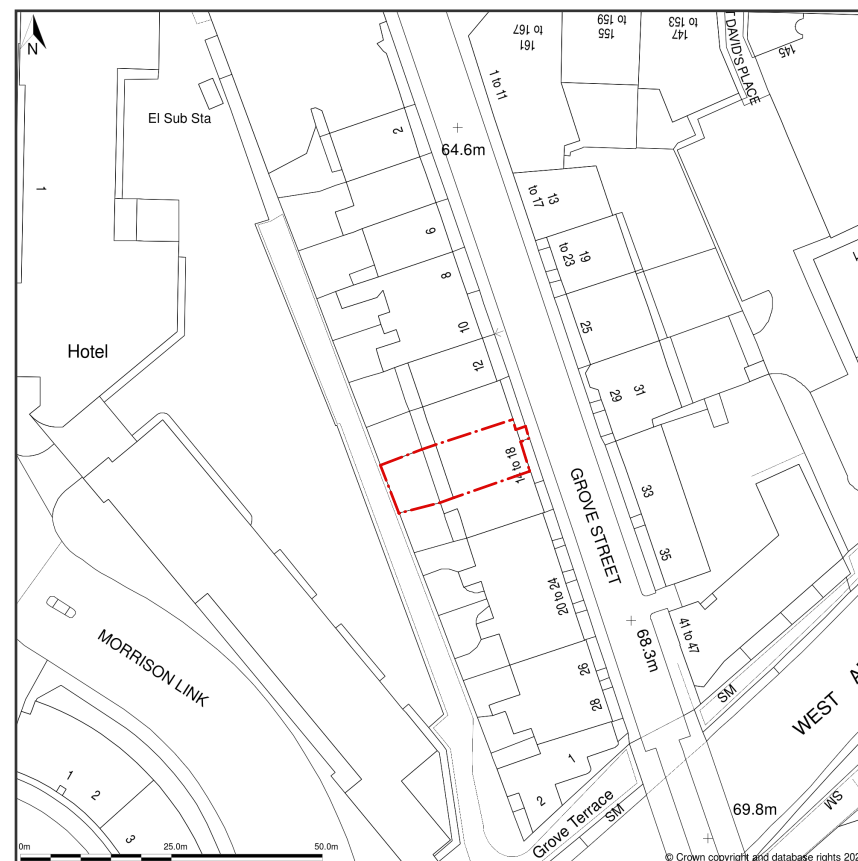 N
El Sub Sta
1
Hotel
2
64.6m
6
8
10
12
14 to 18
20 to 24
26
28
1
2
Grove Terrace
SM
1 to 11
161
to 167
155
to 159
147
to 153
145
13
to 17
19
to 23
25
29
31
33
35
41 to 47
GROVE STREET
68.3m
SM
WEST
SM
69.8m
MORRISON LINK
1
2
3
0m
25.0m
50.0m
© Crown copyright and database rights 202